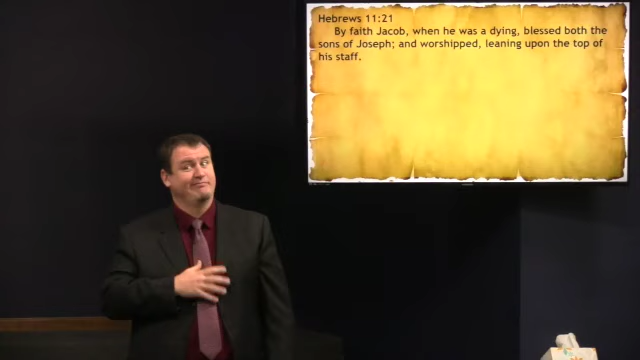 Hebrews 11:21
By faith Jacob, when he was a dying, blessed both the
sons of Joseph; and worshipped, leaning upon the top of
his staff.